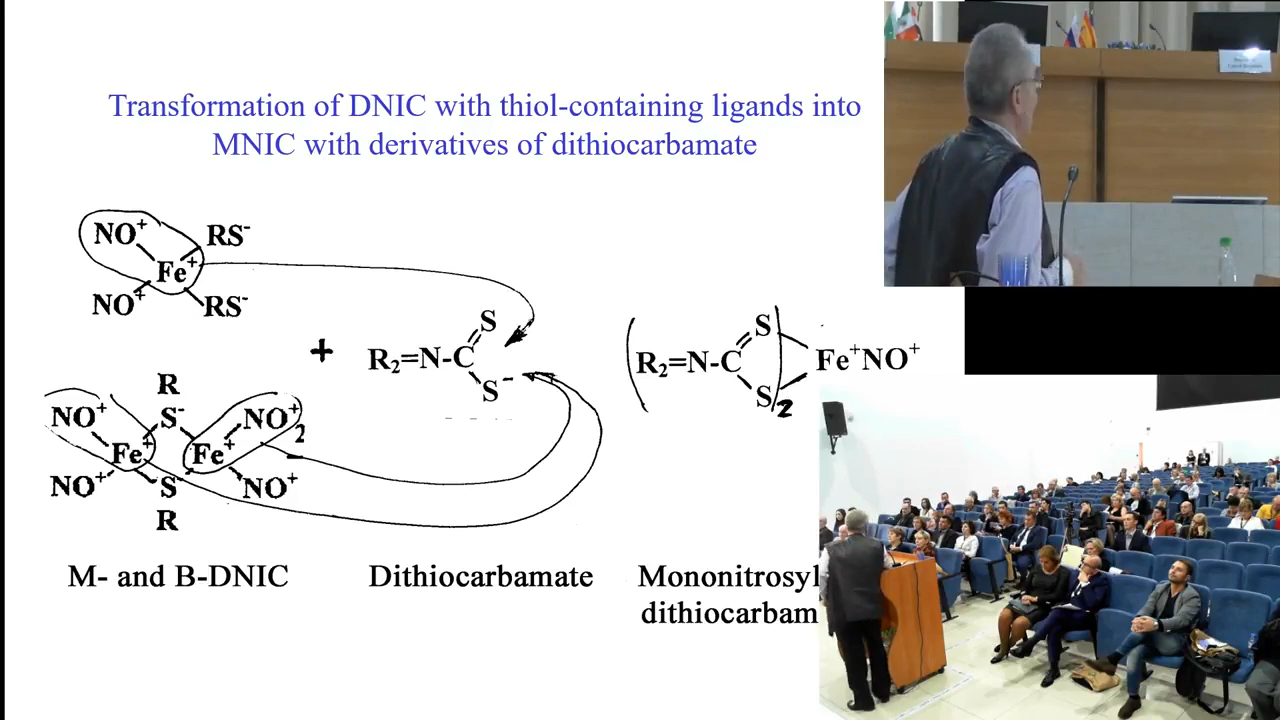 Transformation of DNIC with thiol-containing ligands into
MNIC with derivatives of dithiocarbamate
NO⁺ RS⁻
Fe⁺
NO⁺ RS⁻
+
R₂=N-C
S
S⁻
(R₂=N-C
S
S)₂
Fe⁺NO⁺
R
NO⁺ S⁻ NO⁺
2
Fe⁺ Fe⁺
NO⁺ S⁻ NO⁺
R
M- and B-DNIC
Dithiocarbamate
Mononitrosyl
dithiocarbam